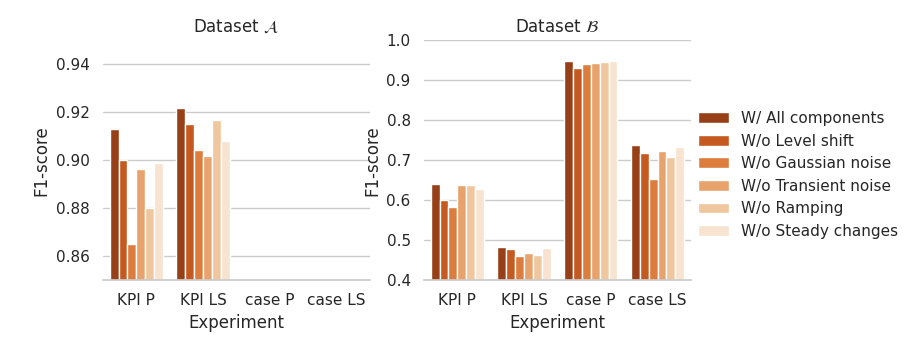 Dataset 𝒜
F1-score
0.94
0.92
0.90
0.88
0.86
KPI P
KPI LS
case P
case LS
Experiment
Dataset ℬ
F1-score
1.0
0.9
0.8
0.7
0.6
0.5
0.4
KPI P
KPI LS
case P
case LS
Experiment
W/ All components
W/o Level shift
W/o Gaussian noise
W/o Transient noise
W/o Ramping
W/o Steady changes